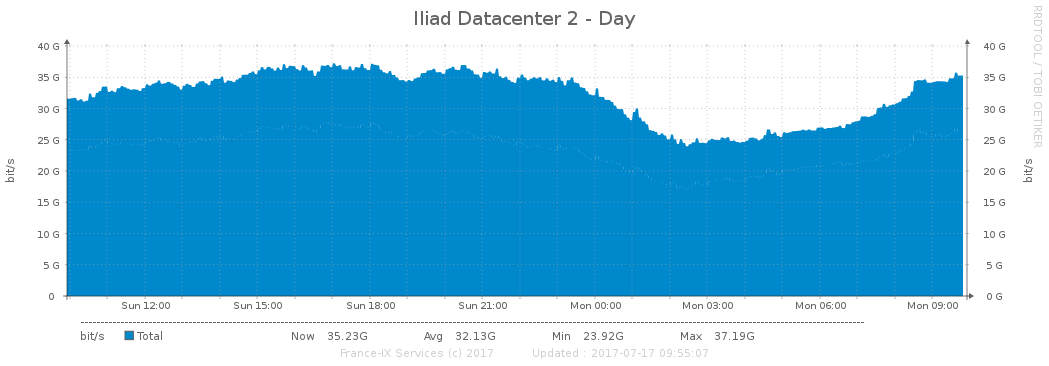 Iliad Datacenter 2 - Day
RRDTOOL / TOBI OETIKER
bit/s
40 G 40 G
35 G 35 G
30 G 30 G
25 G 25 G
20 G 20 G
15 G 15 G
10 G 10 G
5 G 5 G
0 0 G
bit/s
Sun 12:00 Sun 15:00 Sun 18:00 Sun 21:00 Mon 00:00 Mon 03:00 Mon 06:00 Mon 09:00
bit/s Total Now 35.23G Avg 32.13G Min 23.92G Max 37.19G
France-IX Services (c) 2017 Updated : 2017-07-17 09:55:07